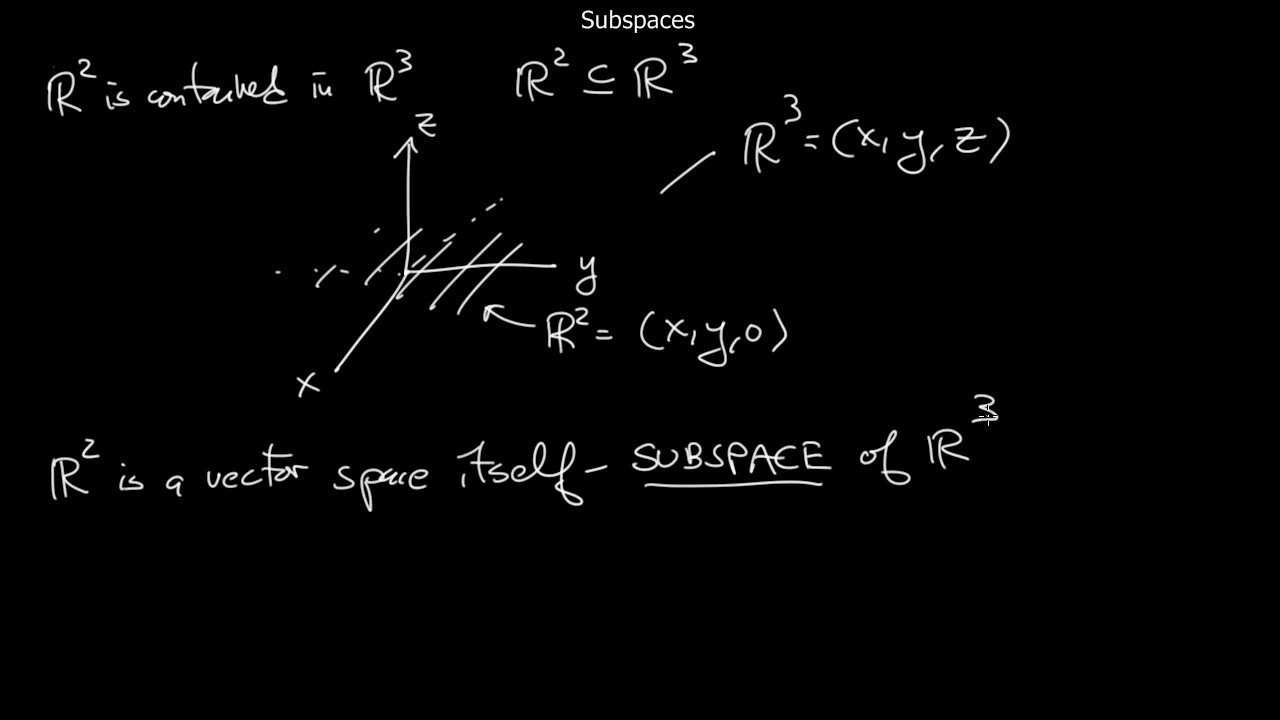 Subspaces
ℝ² is contained in ℝ³   ℝ² ⊆ ℝ³
z
ℝ³ = (x, y, z)
y
ℝ² = (x, y, 0)
x
ℝ² is a vector space itself – SUBSPACE of ℝ³